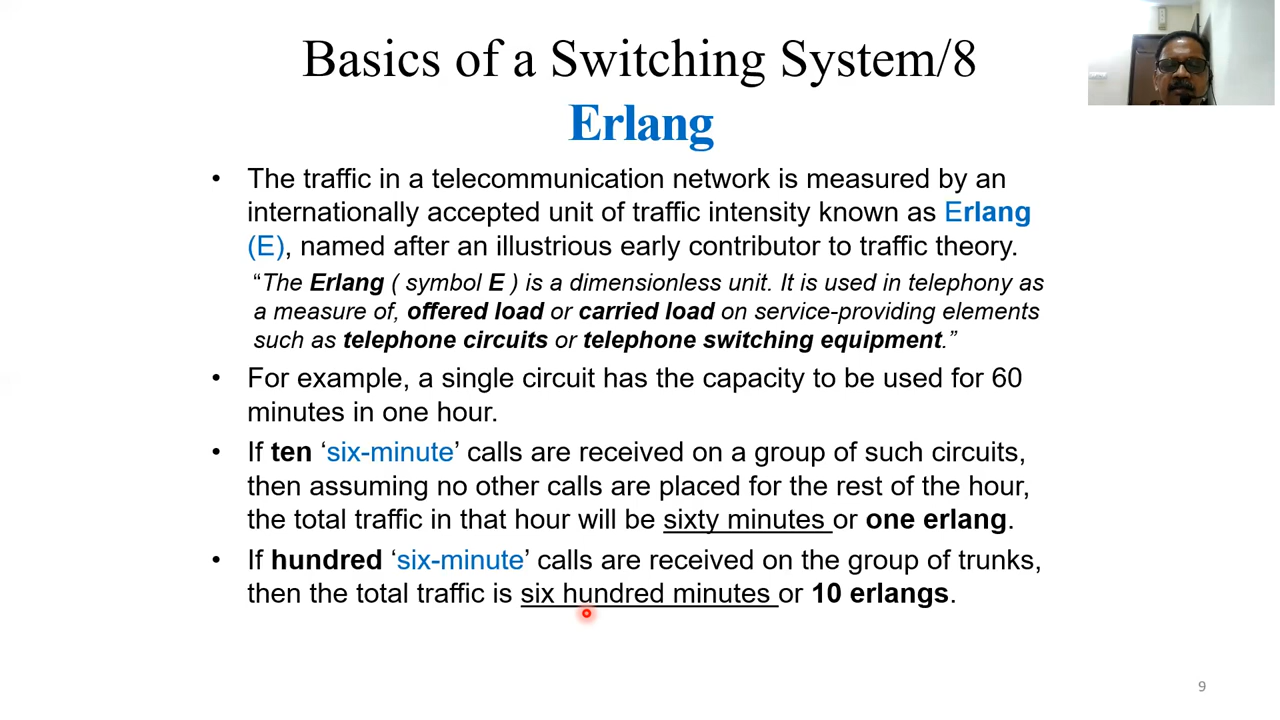 Basics of a Switching System/8
Erlang
• The traffic in a telecommunication network is measured by an
internationally accepted unit of traffic intensity known as Erlang
(E), named after an illustrious early contributor to traffic theory.
“The Erlang ( symbol E ) is a dimensionless unit. It is used in telephony as
a measure of, offered load or carried load on service-providing elements
such as telephone circuits or telephone switching equipment.”
• For example, a single circuit has the capacity to be used for 60
minutes in one hour.
• If ten ‘six-minute’ calls are received on a group of such circuits,
then assuming no other calls are placed for the rest of the hour,
the total traffic in that hour will be sixty minutes or one erlang.
• If hundred ‘six-minute’ calls are received on the group of trunks,
then the total traffic is six hundred minutes or 10 erlangs.
9